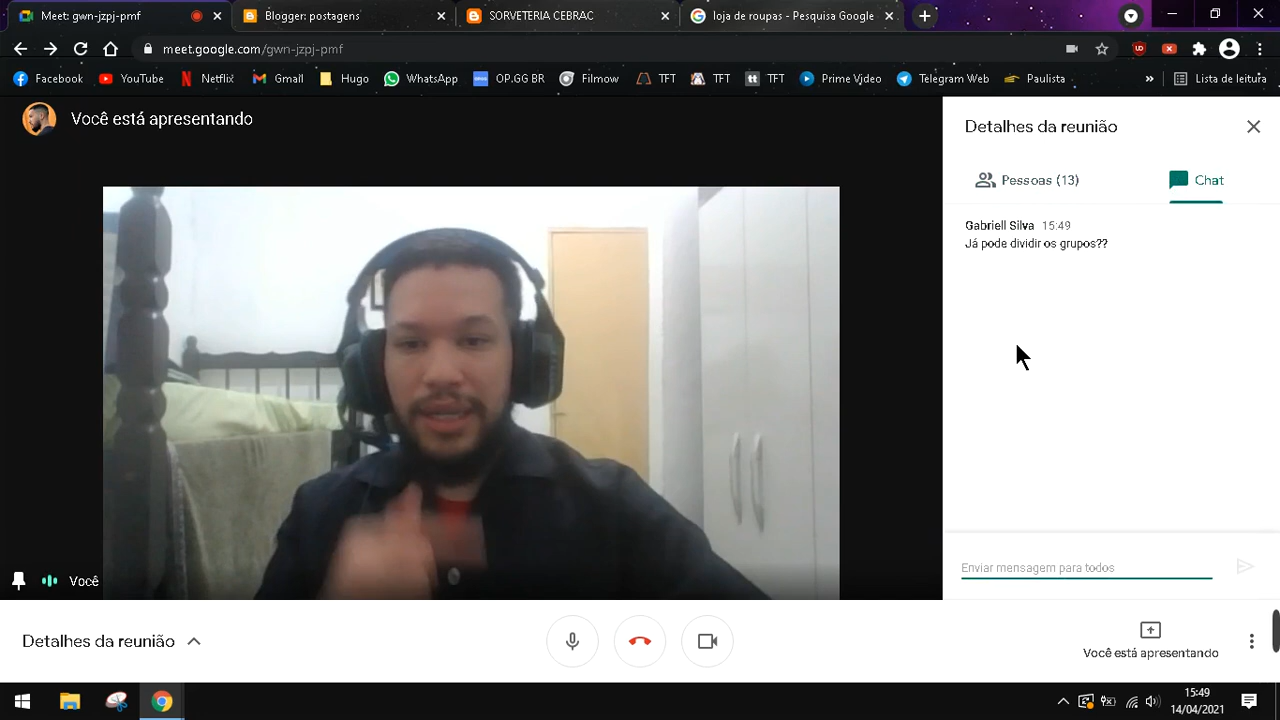 Meet: gwn-jzpj-pmf
Blogger: postagens
SORVETERIA CEBRAC
loja de roupas - Pesquisa Google
meet.google.com/gwn-jzpj-pmf
Facebook
YouTube
Netflix
Gmail
Hugo
WhatsApp
OP.GG BR
Filmow
TFT
TFT
TFT
Prime Video
Telegram Web
Paulista
»
Lista de leitura
Você está apresentando
Detalhes da reunião
Pessoas (13)
Chat
Gabriell Silva 15:49
Já pode dividir os grupos??
Enviar mensagem para todos
Você
Detalhes da reunião
Você está apresentando
15:49
14/04/2021